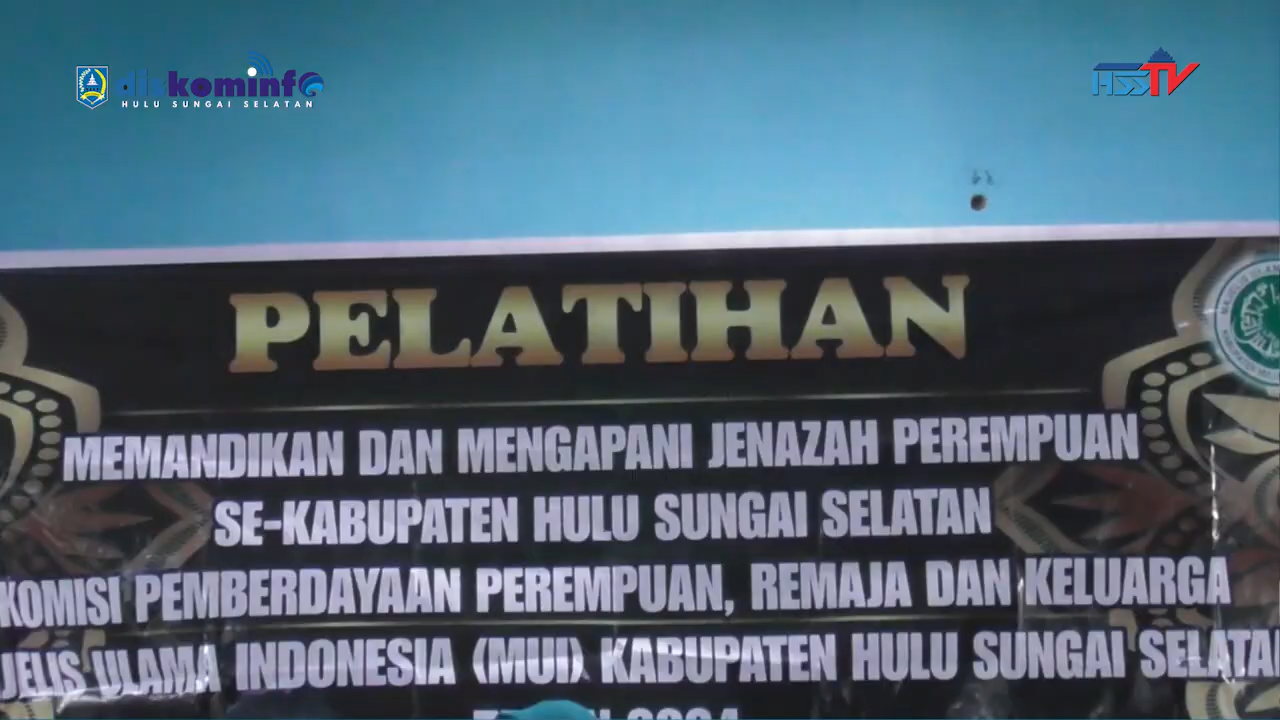 diskominfo
HULU SUNGAI SELATAN
HSSTV
PELATIHAN
MEMANDIKAN DAN MENGAPANI JENAZAH PEREMPUAN
SE-KABUPATEN HULU SUNGAI SELATAN
KOMISI PEMBERDAYAAN PEREMPUAN, REMAJA DAN KELUARGA
JELIS ULAMA INDONESIA (MUI) KABUPATEN HULU SUNGAI SELATAN